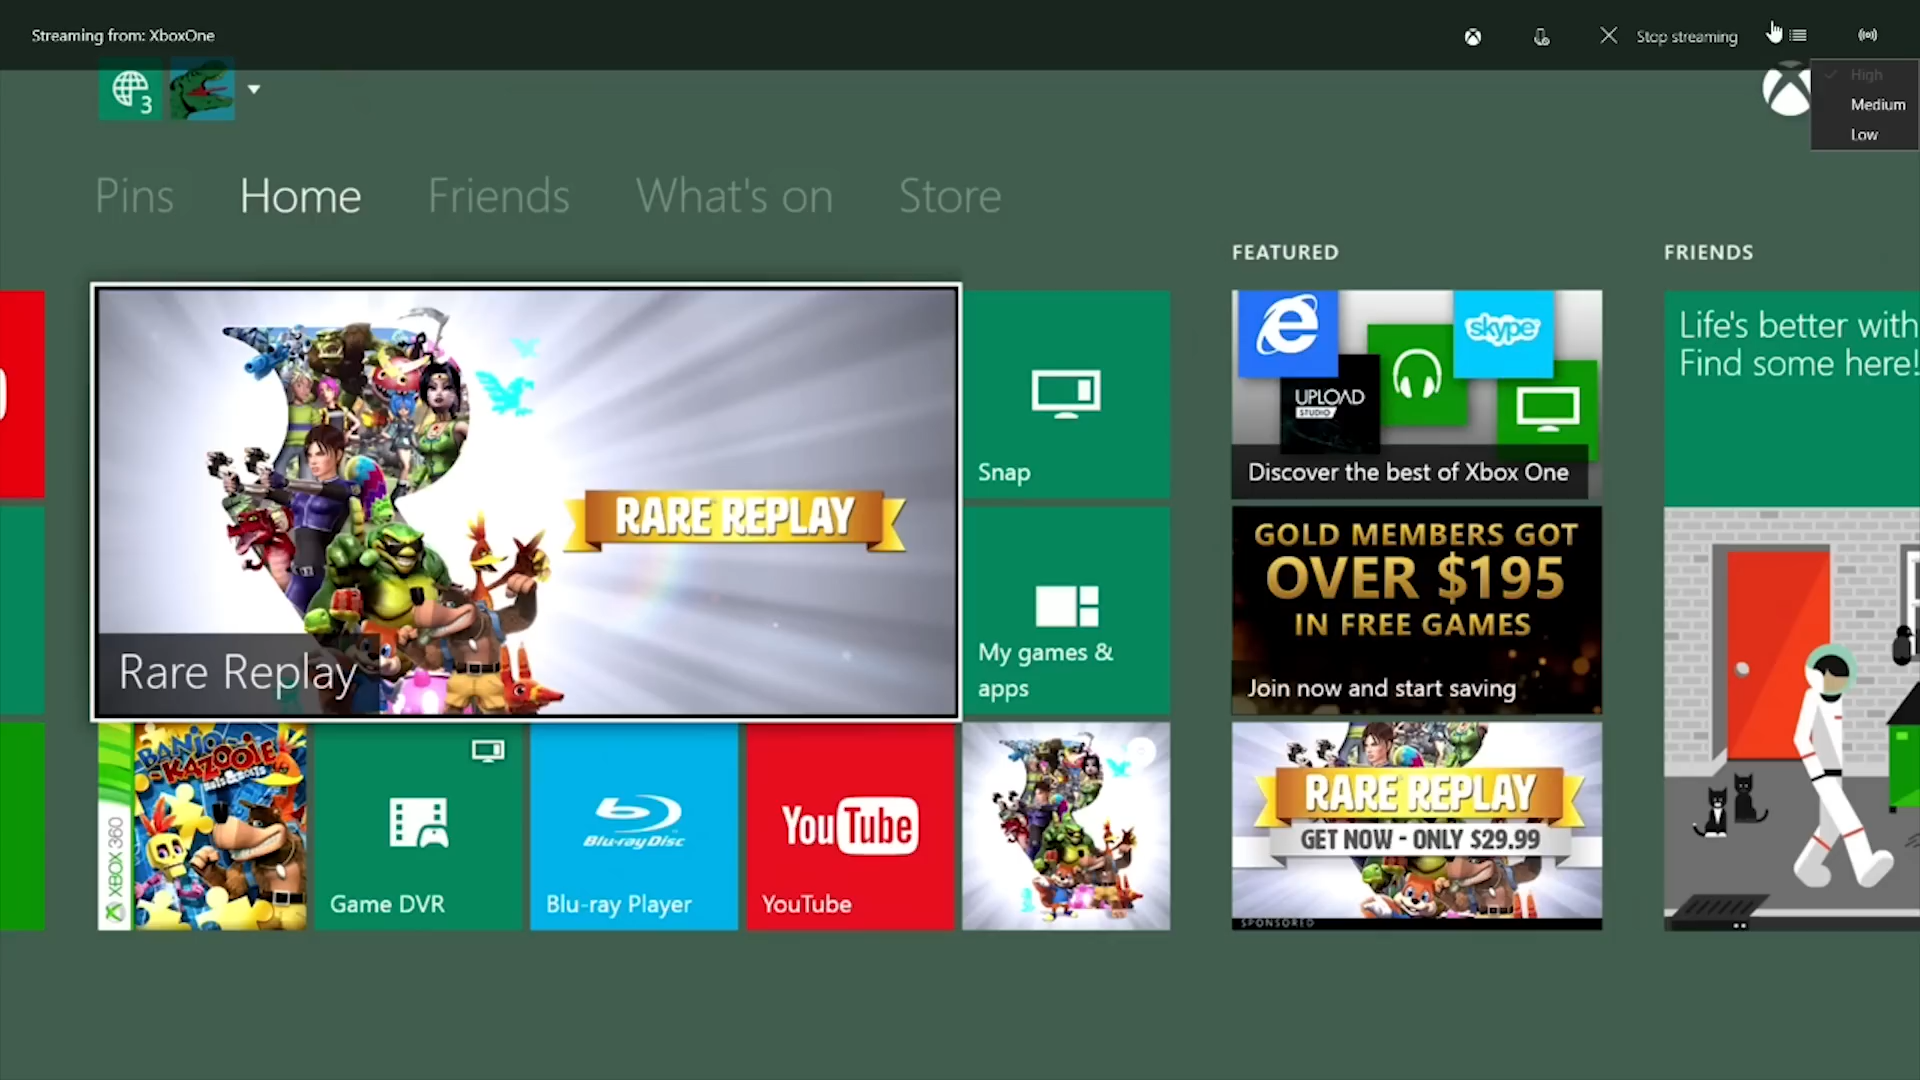 Streaming from: XboxOne
Stop streaming
High
Medium
Low
3
Pins
Home
Friends
What's on
Store
FEATURED
FRIENDS
RARE REPLAY
Rare Replay
Snap
My games &
apps
skype
UPLOAD
STUDIO
Discover the best of Xbox One
GOLD MEMBERS GOT
OVER $195
IN FREE GAMES
Join now and start saving
Life's better with
Find some here!
XBOX 360
BANJO-
KAZOOIE
Nuts & Bolts
Game DVR
Blu-ray Disc
Blu-ray Player
YouTube
YouTube
RARE REPLAY
GET NOW - ONLY $29.99
SPONSORED